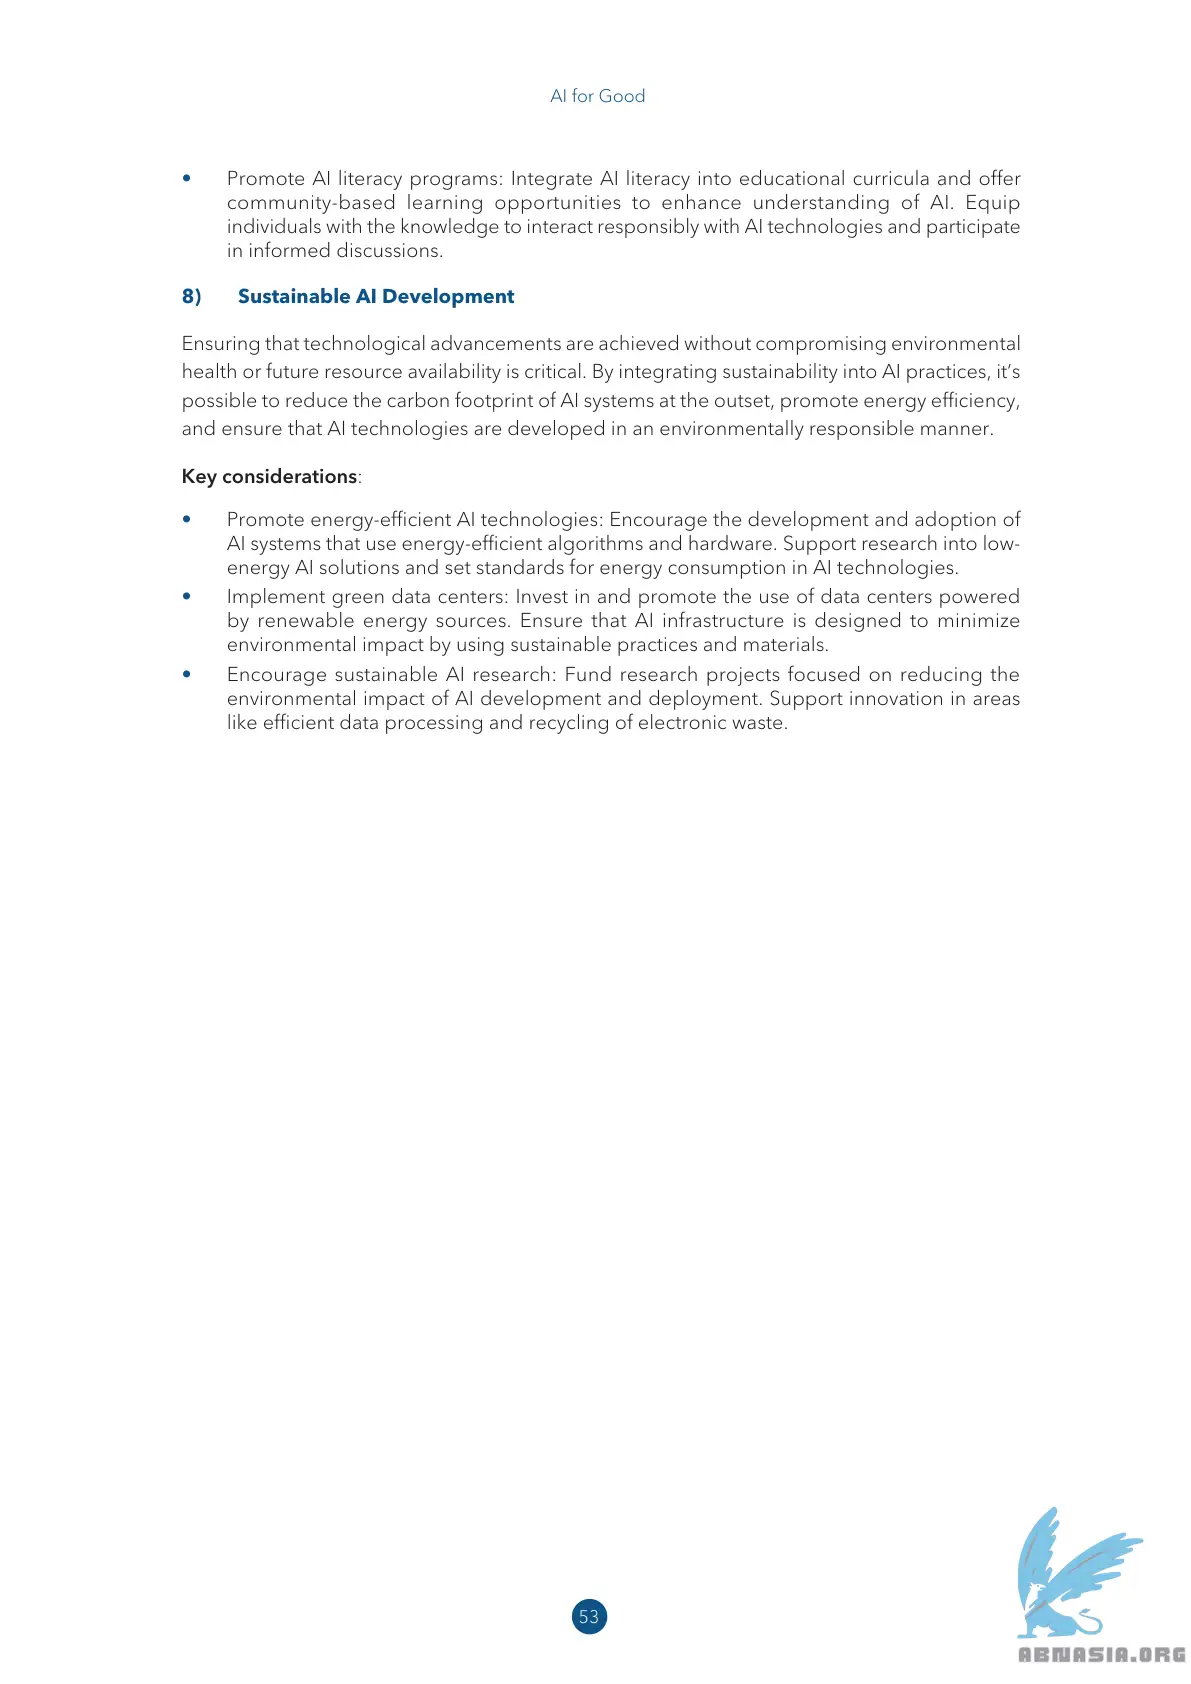 AI for Good
• Promote AI literacy programs: Integrate AI literacy into educational curricula and offer
community-based learning opportunities to enhance understanding of AI. Equip
individuals with the knowledge to interact responsibly with AI technologies and participate
in informed discussions.
8) Sustainable AI Development
Ensuring that technological advancements are achieved without compromising environmental
health or future resource availability is critical. By integrating sustainability into AI practices, it’s
possible to reduce the carbon footprint of AI systems at the outset, promote energy efficiency,
and ensure that AI technologies are developed in an environmentally responsible manner.
Key considerations:
• Promote energy-efficient AI technologies: Encourage the development and adoption of
AI systems that use energy-efficient algorithms and hardware. Support research into low-
energy AI solutions and set standards for energy consumption in AI technologies.
• Implement green data centers: Invest in and promote the use of data centers powered
by renewable energy sources. Ensure that AI infrastructure is designed to minimize
environmental impact by using sustainable practices and materials.
• Encourage sustainable AI research: Fund research projects focused on reducing the
environmental impact of AI development and deployment. Support innovation in areas
like efficient data processing and recycling of electronic waste.
53
ABNASIA.ORG